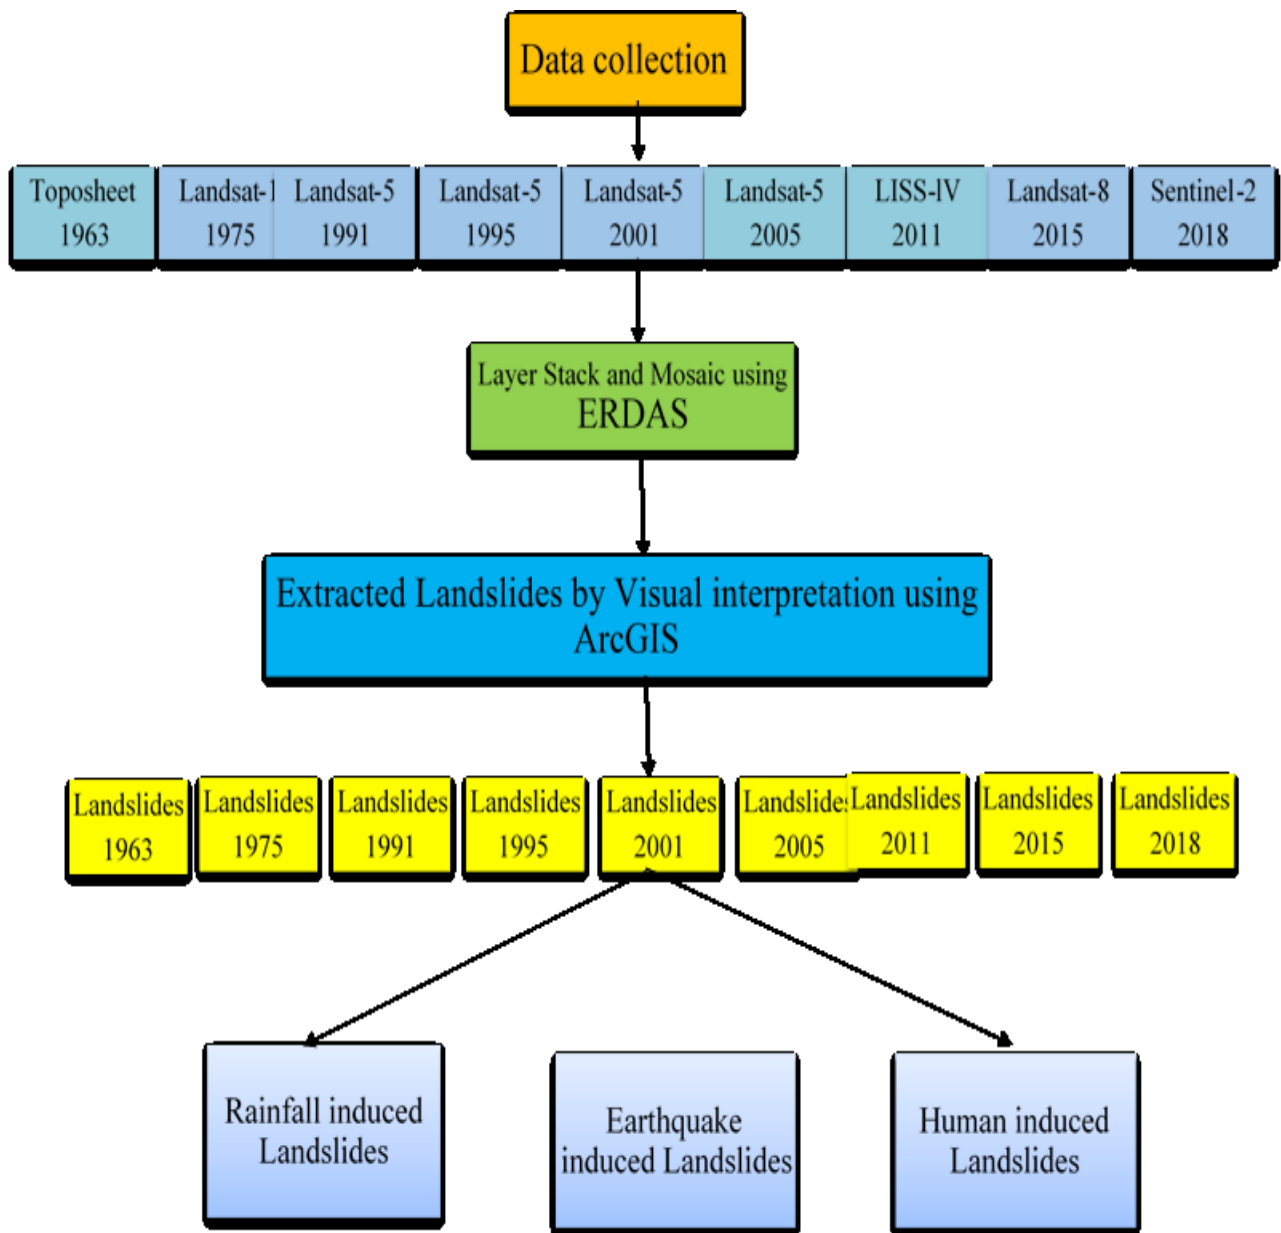 Data collection
Toposheet
1963
Landsat-1
1975
Landsat-5
1991
Landsat-5
1995
Landsat-5
2001
Landsat-5
2005
LISS-IV
2011
Landsat-8
2015
Sentinel-2
2018
Layer Stack and Mosaic using
ERDAS
Extracted Landslides by Visual interpretation using
ArcGIS
Landslides
1963
Landslides
1975
Landslides
1991
Landslides
1995
Landslides
2001
Landslides
2005
Landslides
2011
Landslides
2015
Landslides
2018
Rainfall induced
Landslides
Earthquake
induced Landslides
Human induced
Landslides